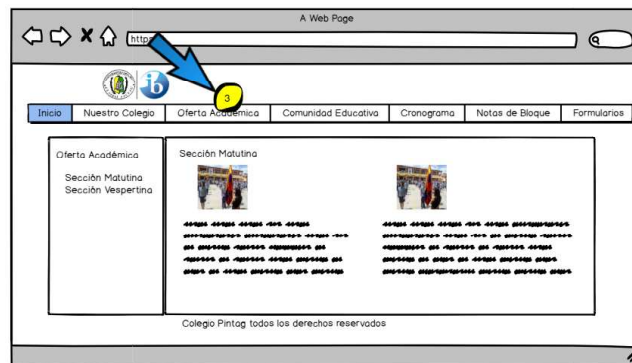 A Web Page
http
ib
3
Inicio Nuestro Colegio Oferta Académica Comunidad Educativa Cronograma Notas de Bloque Formularios
Oferta Académica
Sección Matutina
Sección Vespertina
Sección Matutina
Colegio Pintag todos los derechos reservados